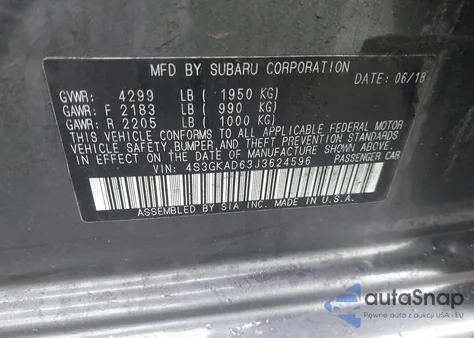 MFD BY SUBARU CORPORATION
DATE: 06/18
GVWR: 4299 LB ( 1950 KG)
GAWR: F 2183 LB ( 990 KG)
GAWR: R 2205 LB ( 1000 KG)
THIS VEHICLE CONFORMS TO ALL APPLICABLE FEDERAL MOTOR
VEHICLE SAFETY, BUMPER, AND THEFT PREVENTION STANDARDS
IN EFFECT ON THE DATE OF MANUFACTURE SHOWN ABOVE.
VIN: 4S3GKAD63J3624596 PASSENGER CAR
ASSEMBLED BY SIA INC. MADE IN U.S.A.
autoSnap
Pewne auta z aukcji USA i EU